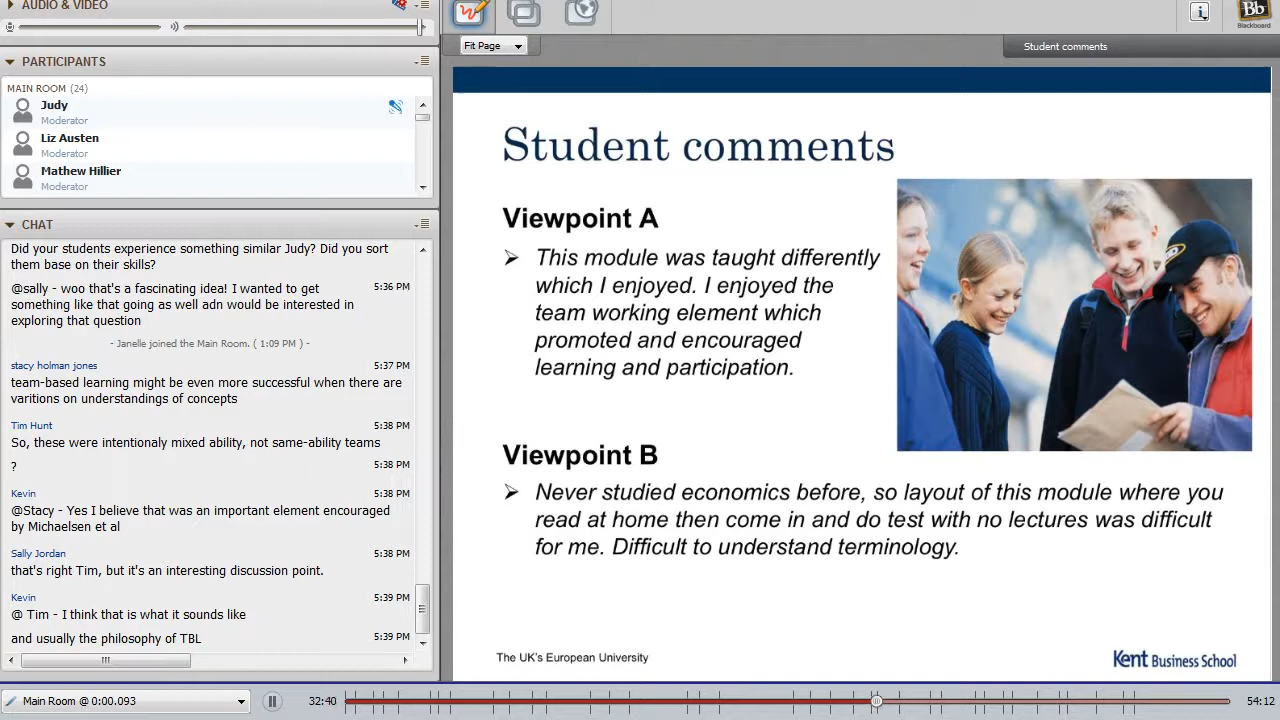 AUDIO & VIDEO
PARTICIPANTS
MAIN ROOM (24)
Judy
Moderator
Liz Austen
Moderator
Mathew Hillier
Moderator
CHAT
Did your students experience something similar Judy? Did you sort
them base on their skills?
@sally - woo that's a fascinating idea! I wanted to get 5:36 PM
something like that going as well adn would be interested in
exploring that question
- Janelle joined the Main Room. ( 1:09 PM ) -
stacy holman jones 5:37 PM
team-based learning might be even more successful when there are
varitions on understandings of concepts
Tim Hunt 5:38 PM
So, these were intentionaly mixed ability, not same-ability teams
? 5:38 PM
Kevin 5:38 PM
@Stacy - Yes I believe that was an important element encouraged
by Michaelsen et al
Sally Jordan 5:38 PM
that's right Tim, but it's an interesting discussion point.
Kevin 5:39 PM
@ Tim - I think that is what it sounds like
and usually the philosophy of TBL 5:39 PM
Main Room @ 0:00.093
32:40
54:12
Fit Page
Bb
Blackboard
Student comments
Student comments
Viewpoint A
This module was taught differently
which I enjoyed. I enjoyed the
team working element which
promoted and encouraged
learning and participation.
Viewpoint B
Never studied economics before, so layout of this module where you
read at home then come in and do test with no lectures was difficult
for me. Difficult to understand terminology.
The UK's European University
Kent Business School